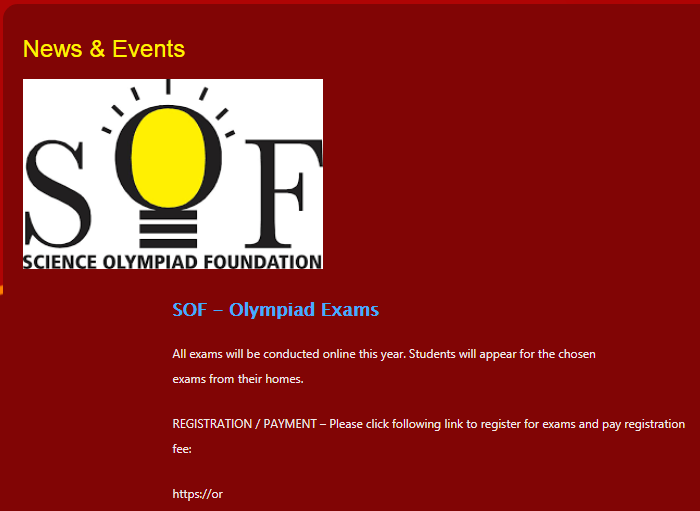 News & Events
SOF
SCIENCE OLYMPIAD FOUNDATION
SOF – Olympiad Exams
All exams will be conducted online this year. Students will appear for the chosen
exams from their homes.
REGISTRATION / PAYMENT – Please click following link to register for exams and pay registration
fee:
https://or